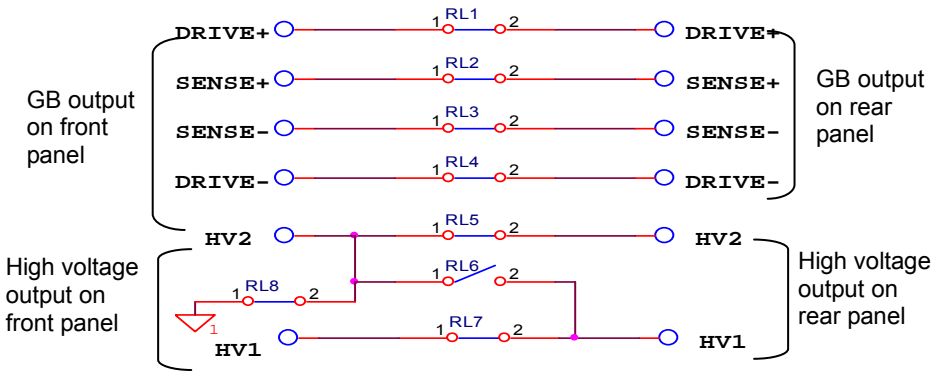 DRIVE+ 1 RL1 2 DRIVE+
SENSE+ 1 RL2 2 SENSE+
GB output
on front
panel
GB output
on rear
panel
SENSE- 1 RL3 2 SENSE-
DRIVE- 1 RL4 2 DRIVE-
HV2 1 RL5 2 HV2
High voltage
output on
front panel
1 RL6 2
High voltage
output on
rear panel
1 RL8 2
1
HV1 1 RL7 2 HV1